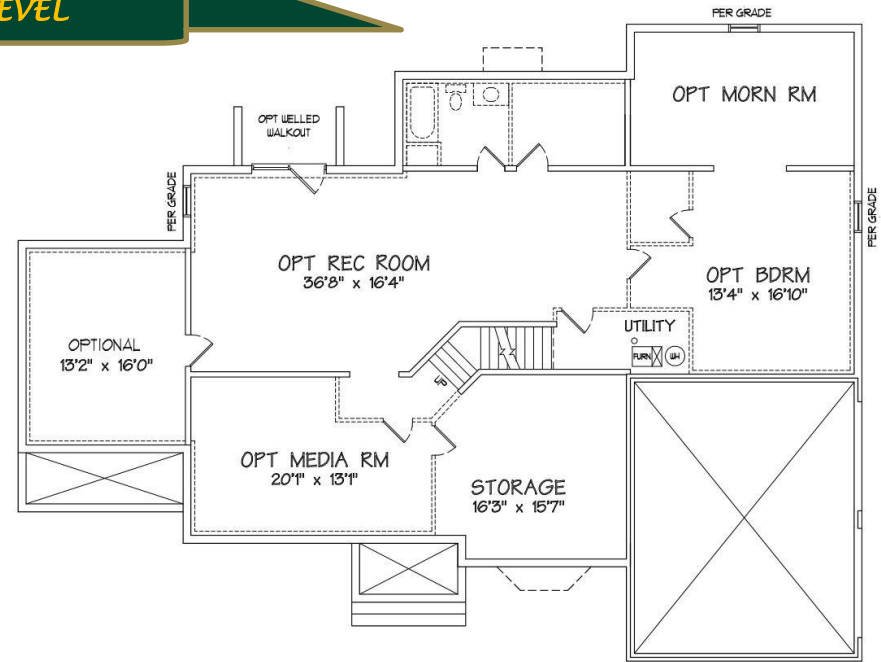 EVEL
PER GRADE
OPT MORN RM
OPT WELLED
WALKOUT
PER GRADE
PER GRADE
OPT REC ROOM
36'8" x 16'4"
OPT BDRM
13'4" x 16'10"
UTILITY
FURN
WH
OPTIONAL
13'2" x 16'0"
UP
OPT MEDIA RM
20'1" x 13'1"
STORAGE
16'3" x 15'7"